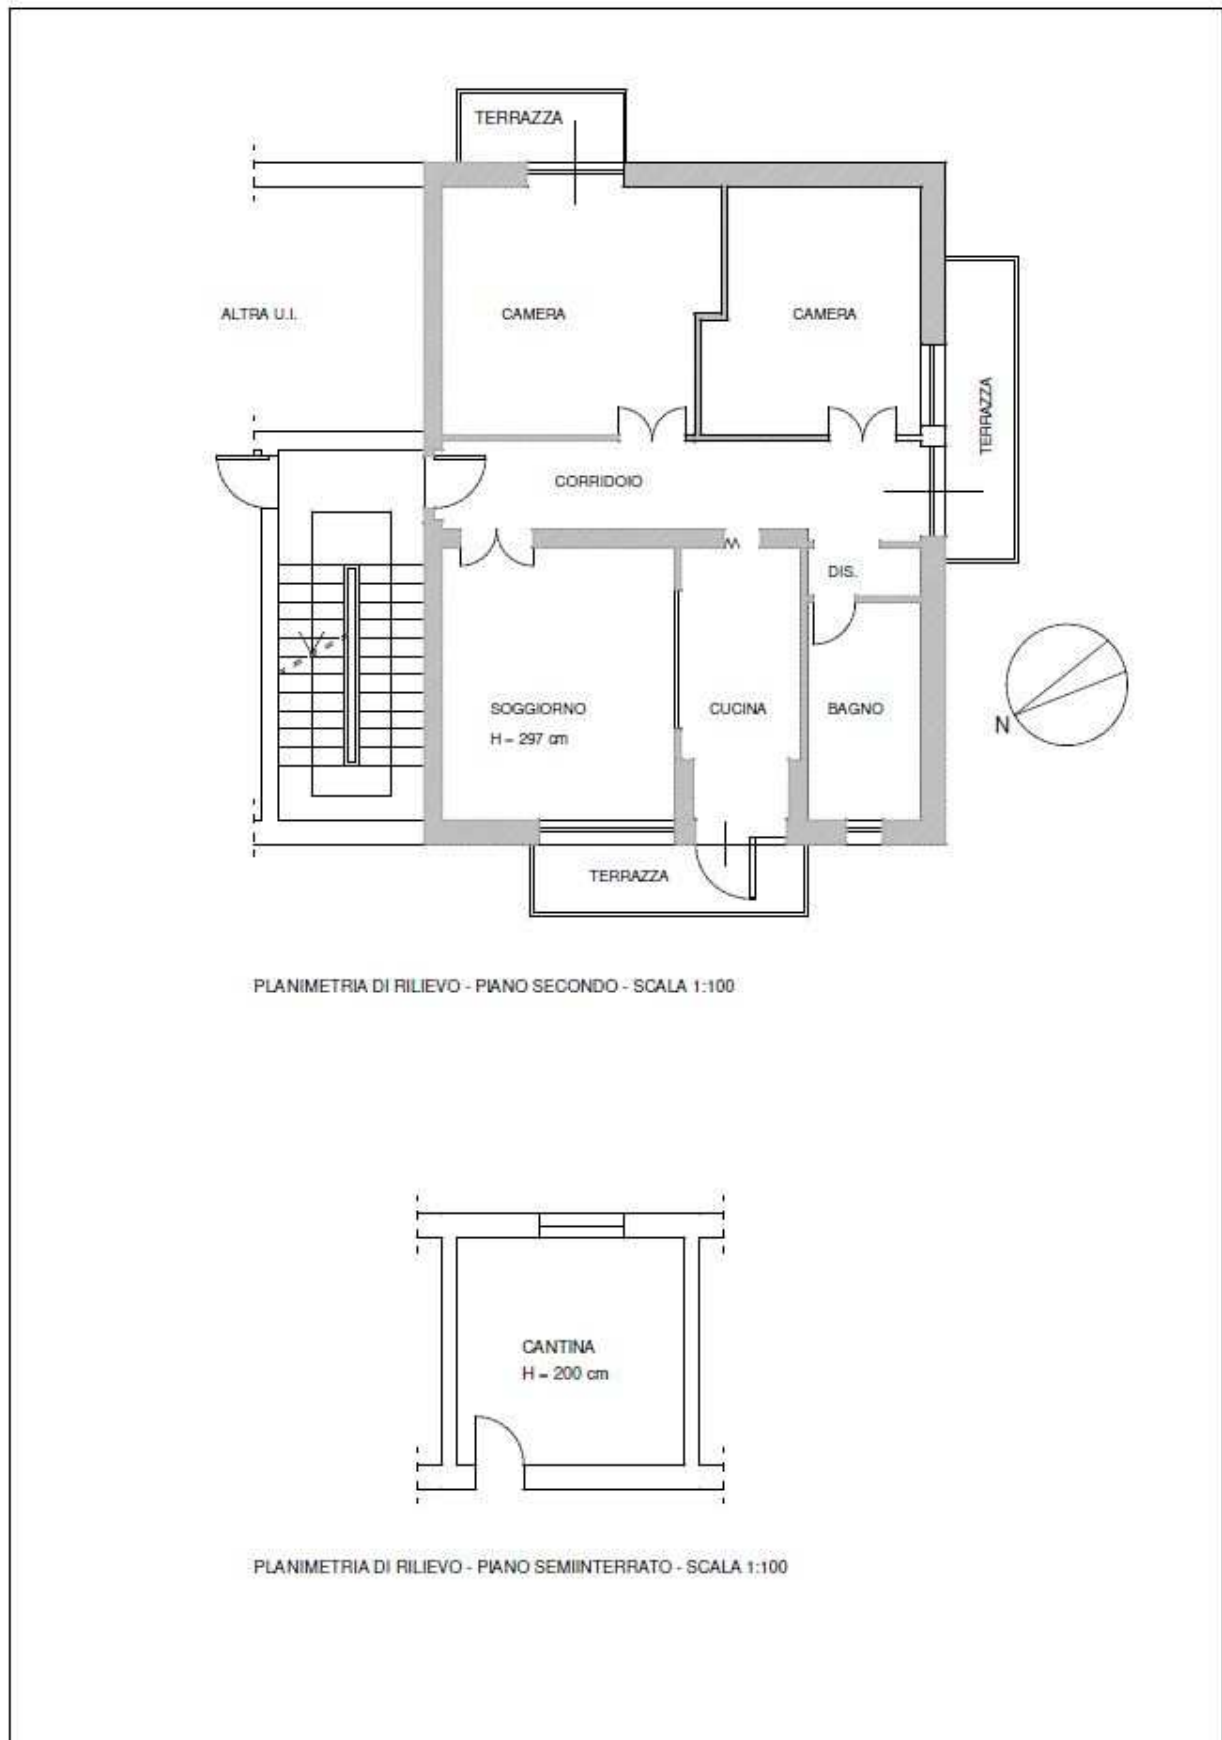 TERRAZZA
ALTRA U.I.
CAMERA
CAMERA
TERRAZZA
CORRIDOIO
DIS.
SOGGIORNO
H = 297 cm
CUCINA
BAGNO
N
TERRAZZA
PLANIMETRIA DI RILIEVO - PIANO SECONDO - SCALA 1:100
CANTINA
H = 200 cm
PLANIMETRIA DI RILIEVO - PIANO SEMIINTERRATO - SCALA 1:100